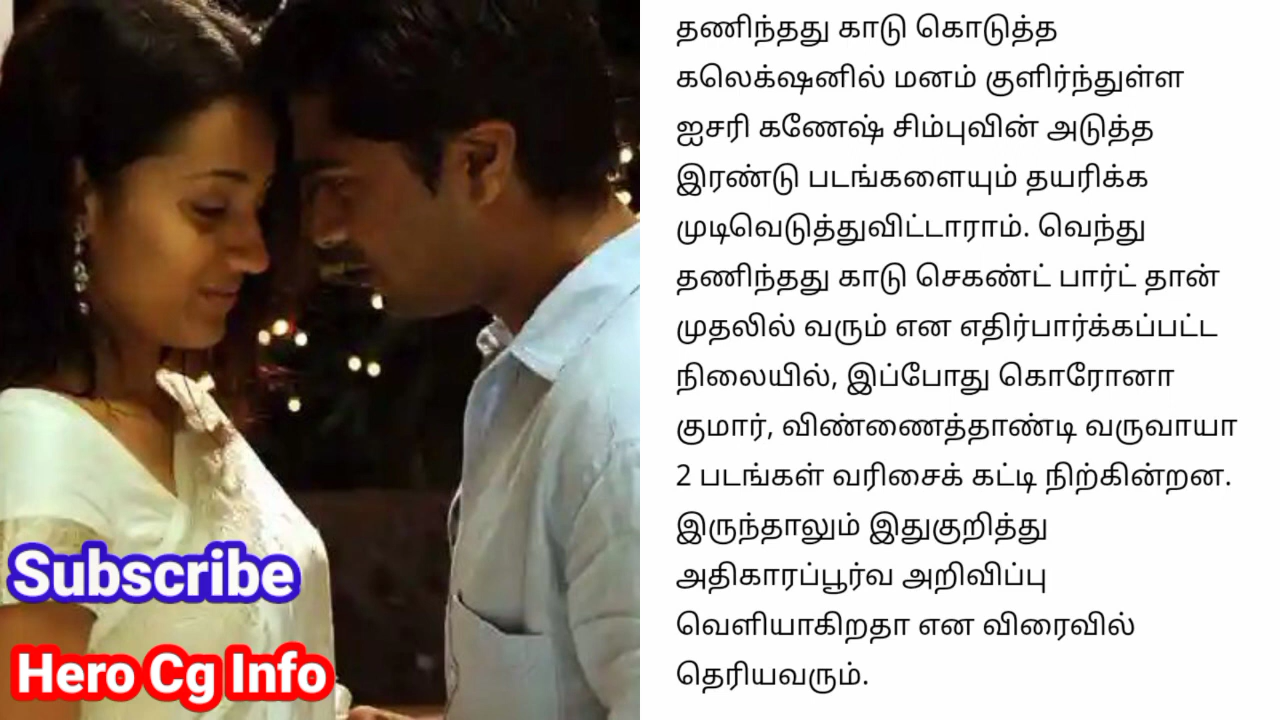 தணிந்தது காடு கொடுத்த
கலெக்‌ஷனில் மனம் குளிர்ந்துள்ள
ஐசரி கணேஷ் சிம்புவின் அடுத்த
இரண்டு படங்களையும் தயரிக்க
முடிவெடுத்துவிட்டாராம். வெந்து
தணிந்தது காடு செகண்ட் பார்ட் தான்
முதலில் வரும் என எதிர்பார்க்கப்பட்ட
நிலையில், இப்போது கொரோனா
குமார், விண்ணைத்தாண்டி வருவாயா
2 படங்கள் வரிசைக் கட்டி நிற்கின்றன.
இருந்தாலும் இதுகுறித்து
அதிகாரப்பூர்வ அறிவிப்பு
வெளியாகிறதா என விரைவில்
தெரியவரும்.
Subscribe
Hero Cg Info